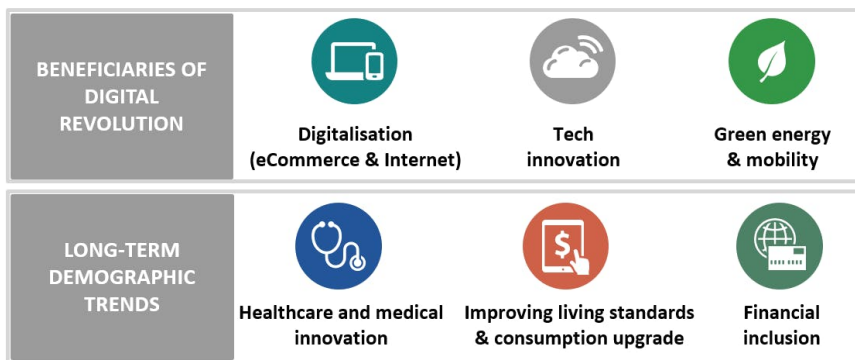 BENEFICIARIES OF
DIGITAL
REVOLUTION
Digitalisation
(eCommerce & Internet)
Tech
innovation
Green energy
& mobility
LONG-TERM
DEMOGRAPHIC
TRENDS
Healthcare and medical
innovation
$
Improving living standards
& consumption upgrade
Financial
inclusion